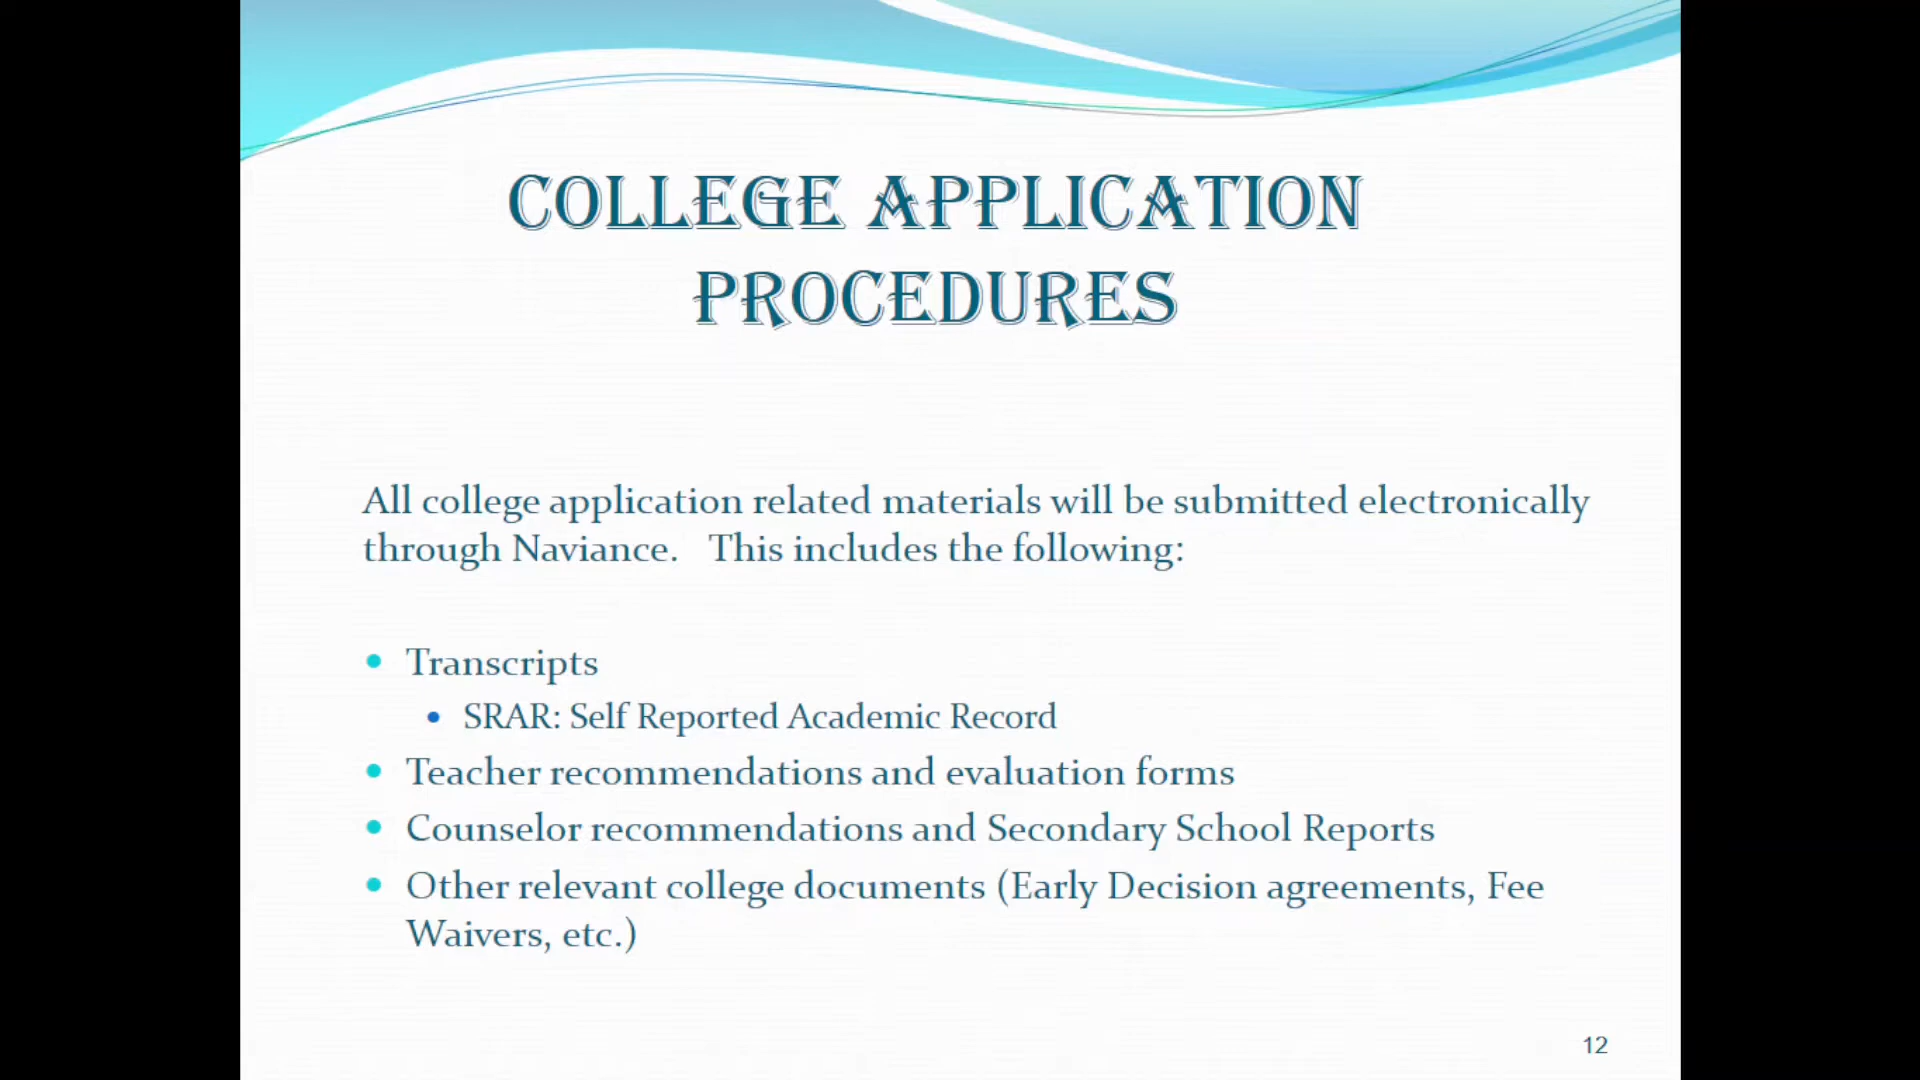 COLLEGE APPLICATION
PROCEDURES
All college application related materials will be submitted electronically
through Naviance.   This includes the following:
• Transcripts
• SRAR: Self Reported Academic Record
• Teacher recommendations and evaluation forms
• Counselor recommendations and Secondary School Reports
• Other relevant college documents (Early Decision agreements, Fee
Waivers, etc.)
12